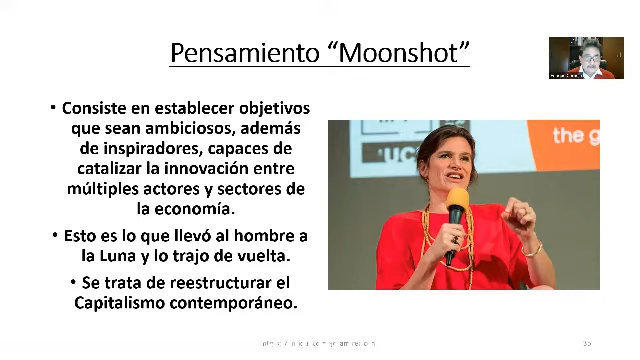 Pensamiento “Moonshot”
• Consiste en establecer objetivos
que sean ambiciosos, además
de inspiradores, capaces de
catalizar la innovación entre
múltiples actores y sectores de
la economía.
• Esto es lo que llevó al hombre a
la Luna y lo trajo de vuelta.
• Se trata de reestructurar el
Capitalismo contemporáneo.
the g
UC